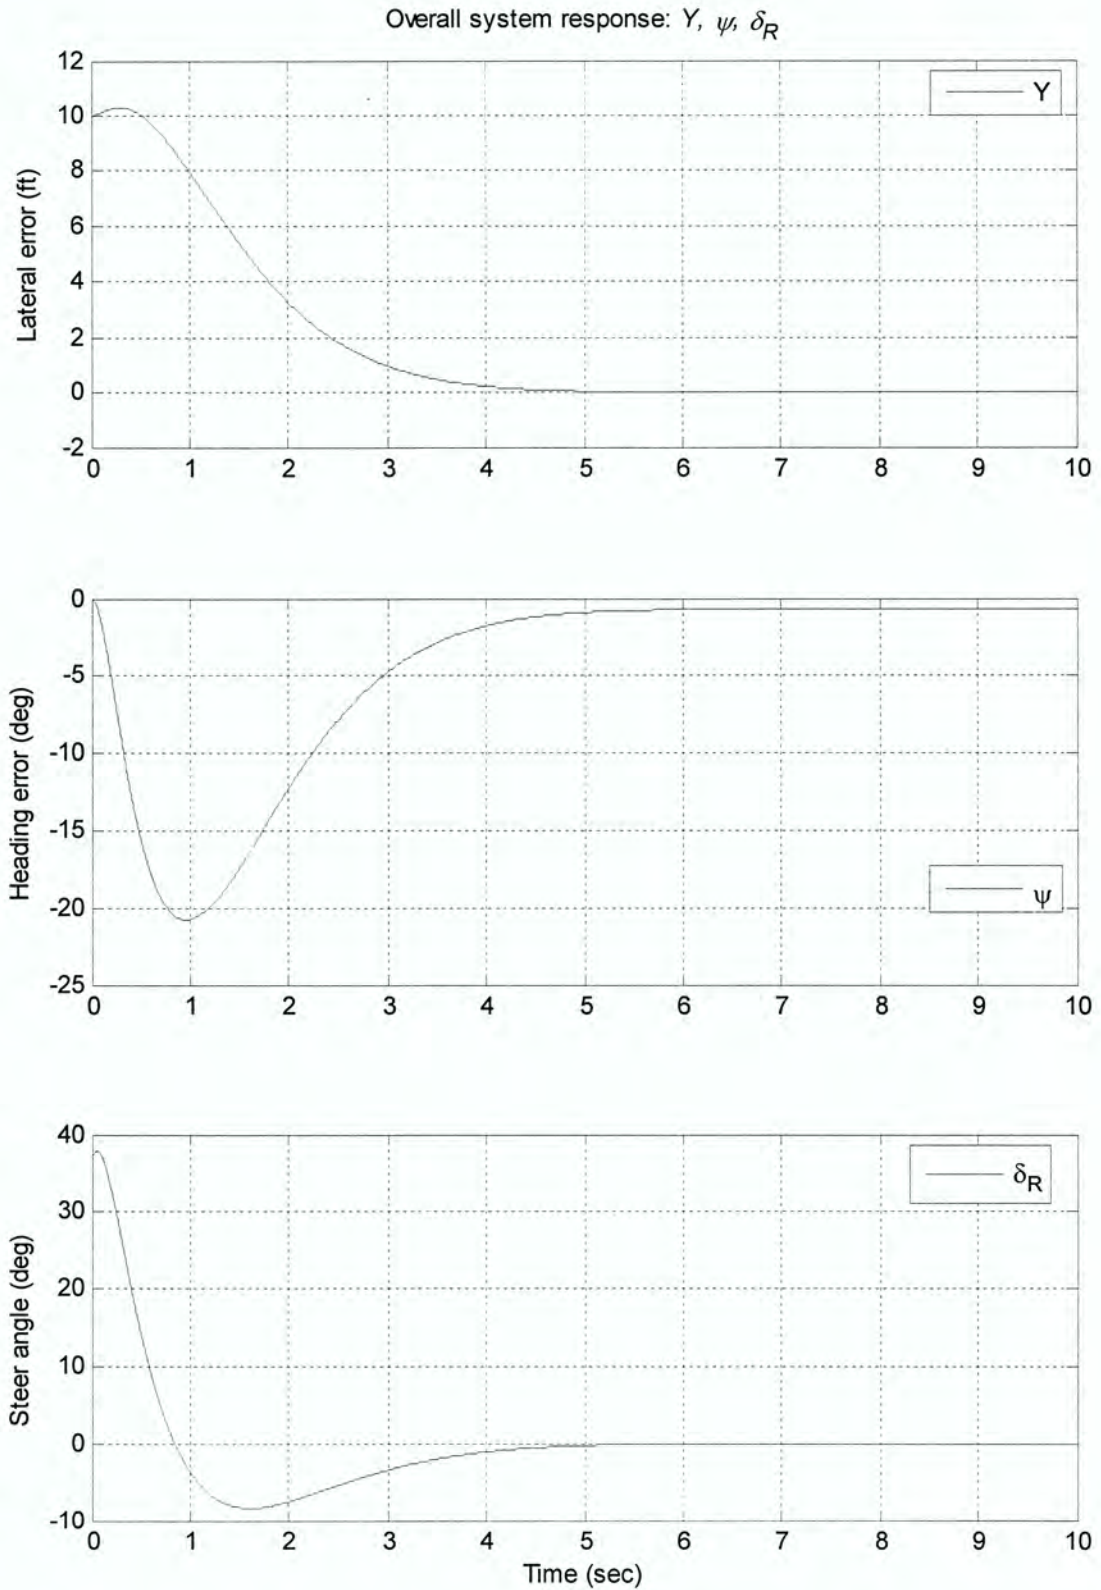 Overall system response: Y, ψ, δR
12
10
8
6
4
2
0
-2
Lateral error (ft)
Y
0 1 2 3 4 5 6 7 8 9 10
0
-5
-10
-15
-20
-25
Heading error (deg)
ψ
0 1 2 3 4 5 6 7 8 9 10
40
30
20
10
0
-10
Steer angle (deg)
δR
0 1 2 3 4 5 6 7 8 9 10
Time (sec)